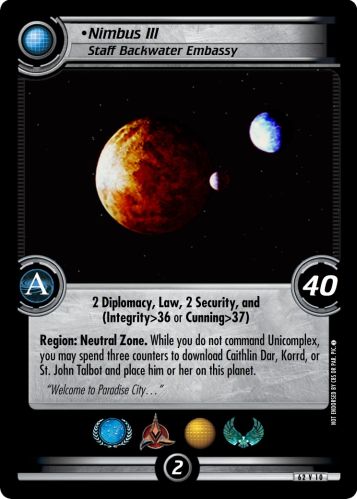 •Nimbus III
Staff Backwater Embassy
A
40
2 Diplomacy, Law, 2 Security, and
(Integrity>36 or Cunning>37)
Region: Neutral Zone. While you do not command Unicomplex,
you may spend three counters to download Caithlin Dar, Korrd, or
St. John Talbot and place him or her on this planet.
"Welcome to Paradise City…"
NOT ENDORSED BY CBS OR PAR. PIC.
2
62 V 10